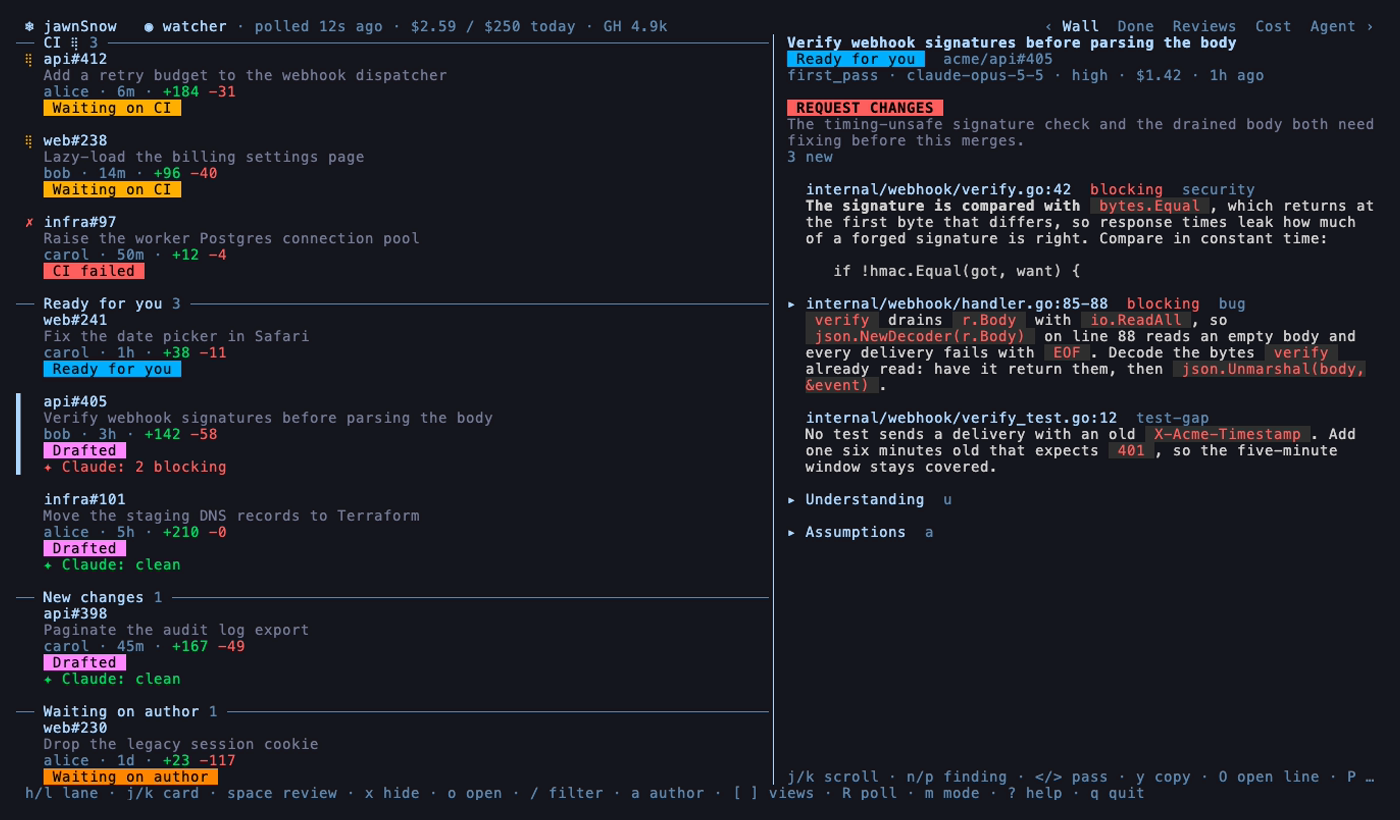 ❄ jawnSnow ◉ watcher · polled 12s ago · $2.59 / $250 today · GH 4.9k
‹ Wall Done Reviews Cost Agent ›
CI ⣾ 3
api#412
Add a retry budget to the webhook dispatcher
alice · 6m · +184 −31
Waiting on CI
web#238
Lazy-load the billing settings page
bob · 14m · +96 −40
Waiting on CI
✗ infra#97
Raise the worker Postgres connection pool
carol · 50m · +12 −4
CI failed
Ready for you 3
web#241
Fix the date picker in Safari
carol · 1h · +38 −11
Ready for you
api#405
Verify webhook signatures before parsing the body
bob · 3h · +142 −58
Drafted
✦ Claude: 2 blocking
infra#101
Move the staging DNS records to Terraform
alice · 5h · +210 −0
Drafted
✦ Claude: clean
New changes 1
api#398
Paginate the audit log export
carol · 45m · +167 −49
Drafted
✦ Claude: clean
Waiting on author 1
web#230
Drop the legacy session cookie
alice · 1d · +23 −117
Waiting on author
Verify webhook signatures before parsing the body
Ready for you acme/api#405
first_pass · claude-opus-5-5 · high · $1.42 · 1h ago
REQUEST CHANGES
The timing-unsafe signature check and the drained body both need
fixing before this merges.
3 new
internal/webhook/verify.go:42 blocking security
The signature is compared with bytes.Equal , which returns at
the first byte that differs, so response times leak how much
of a forged signature is right. Compare in constant time:
if !hmac.Equal(got, want) {
▸ internal/webhook/handler.go:85-88 blocking bug
verify drains r.Body with io.ReadAll , so
json.NewDecoder(r.Body) on line 88 reads an empty body and
every delivery fails with EOF . Decode the bytes verify
already read: have it return them, then json.Unmarshal(body,
&event) .
internal/webhook/verify_test.go:12 test-gap
No test sends a delivery with an old X-Acme-Timestamp . Add
one six minutes old that expects 401 , so the five-minute
window stays covered.
▸ Understanding u
▸ Assumptions a
j/k scroll · n/p finding · </> pass · y copy · O open line · P …
h/l lane · j/k card · space review · x hide · o open · / filter · a author · [ ] views · R poll · m mode · ? help · q quit